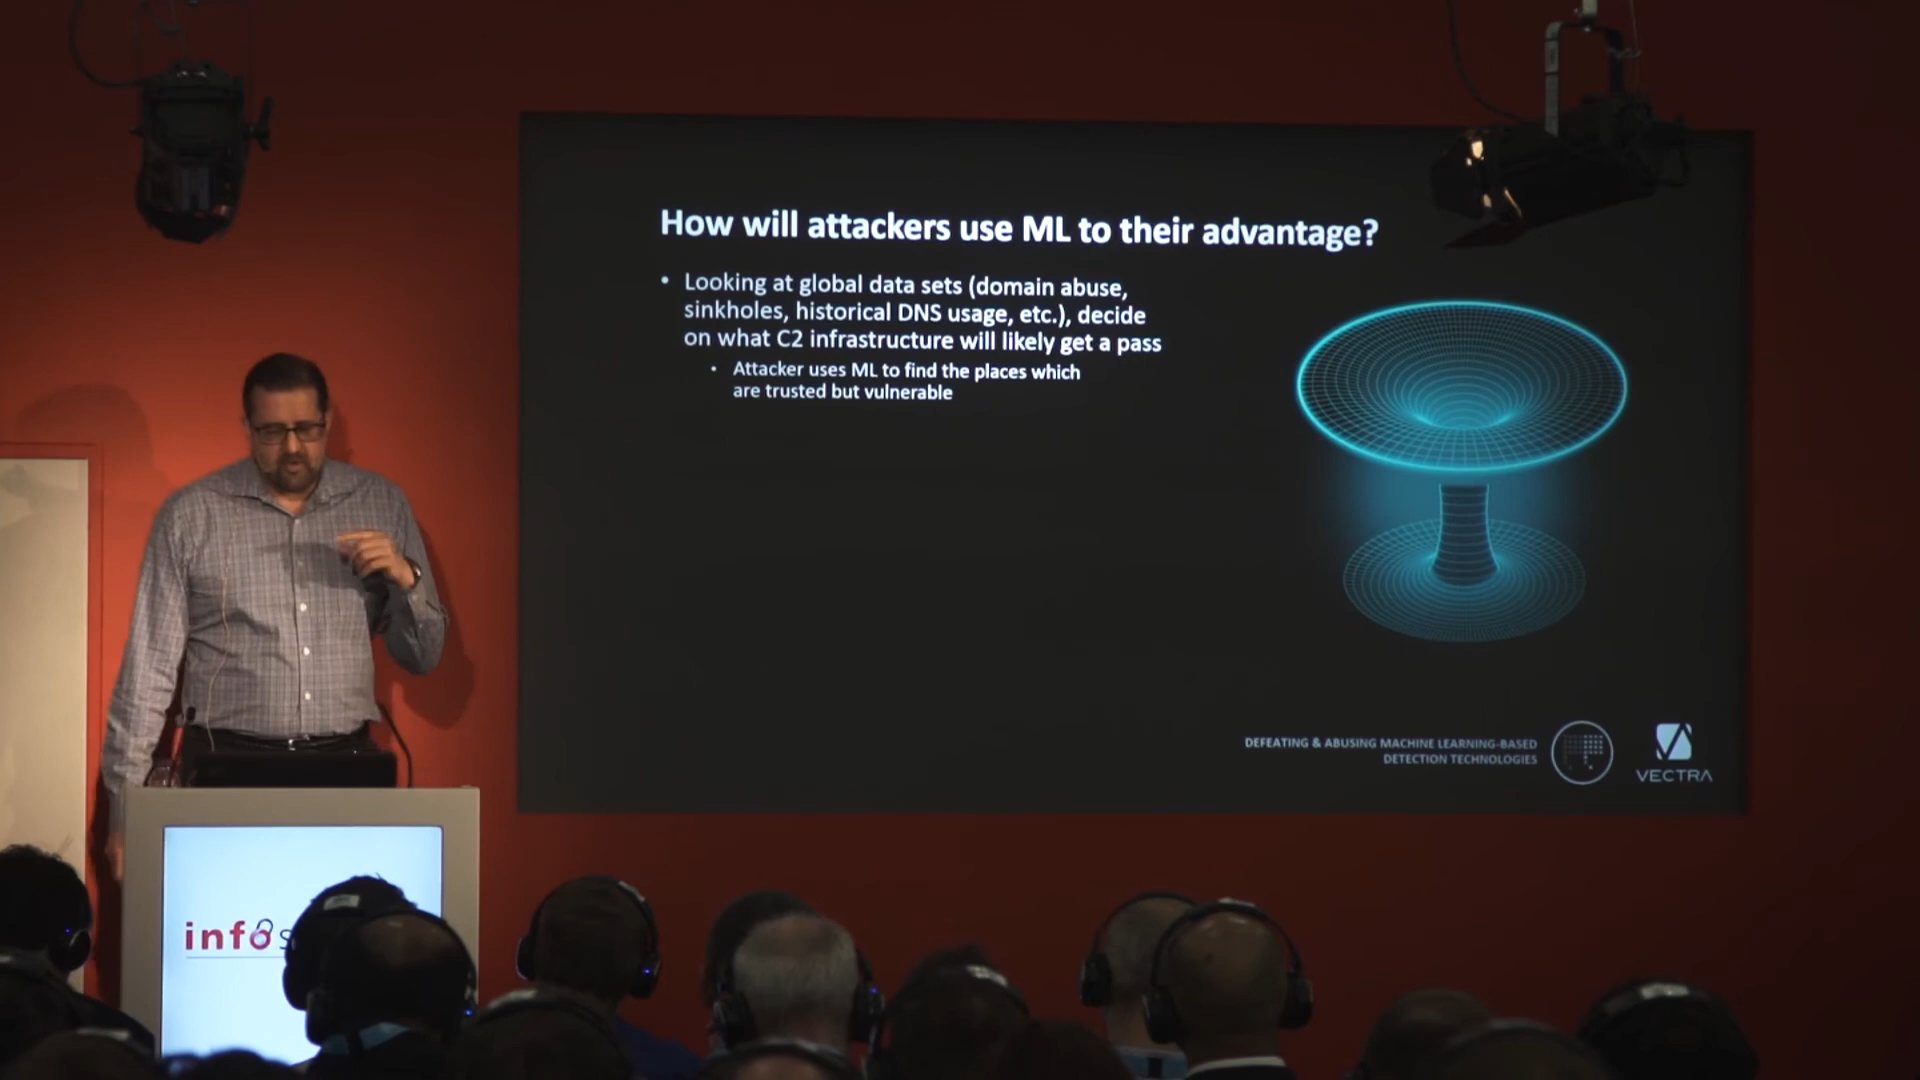 How will attackers use ML to their advantage?
• Looking at global data sets (domain abuse,
sinkholes, historical DNS usage, etc.), decide
on what C2 infrastructure will likely get a pass
• Attacker uses ML to find the places which
are trusted but vulnerable
DEFEATING & ABUSING MACHINE LEARNING-BASED
DETECTION TECHNOLOGIES
VECTRA
infos